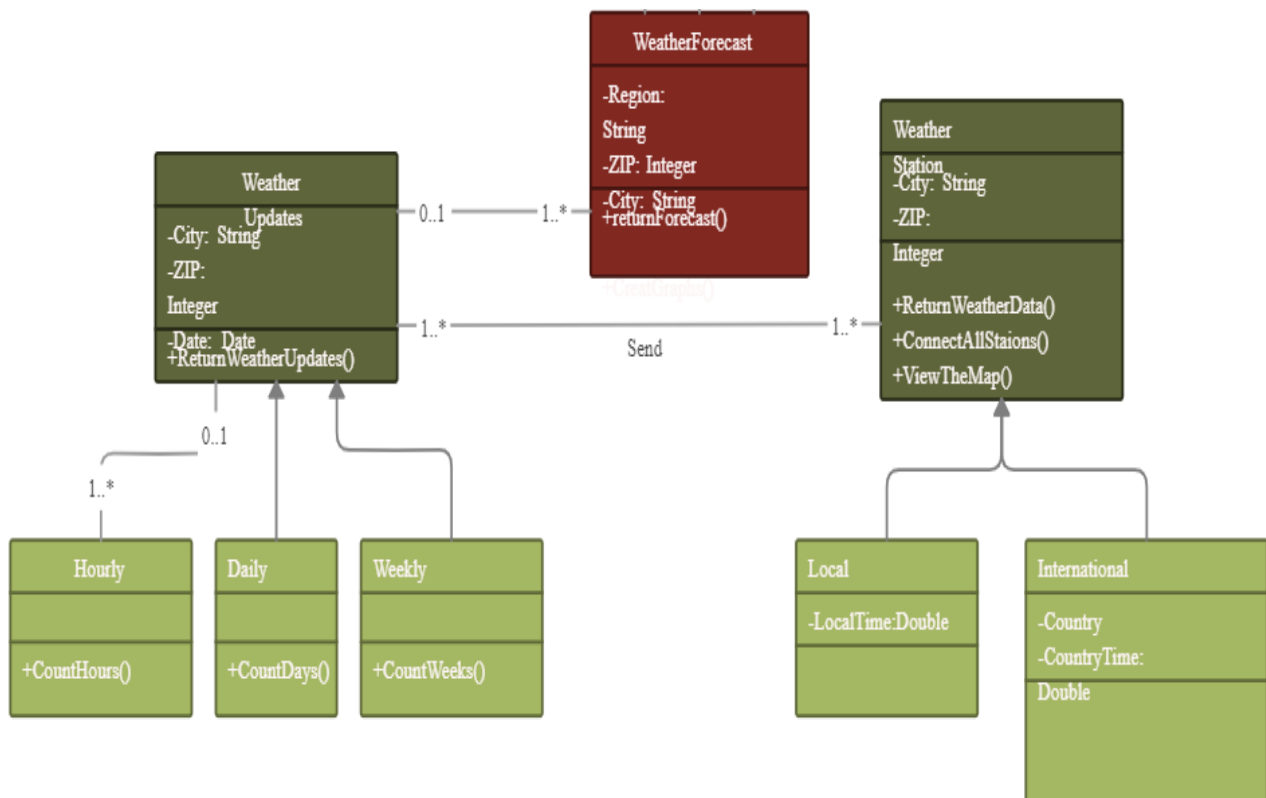 WeatherForecast
-Region:
String
-ZIP: Integer
-City: String
+returnForecast()
+CreatGraphs()
Weather
Station
-City: String
-ZIP:
Integer
+ReturnWeatherData()
+ConnectAllStaions()
+ViewTheMap()
Weather
Updates
-City: String
-ZIP:
Integer
-Date: Date
+ReturnWeatherUpdates()
0..1
1..*
1..*
1..*
Send
0..1
1..*
Hourly
+CountHours()
Daily
+CountDays()
Weekly
+CountWeeks()
Local
-LocalTime:Double
International
-Country
-CountryTime:
Double